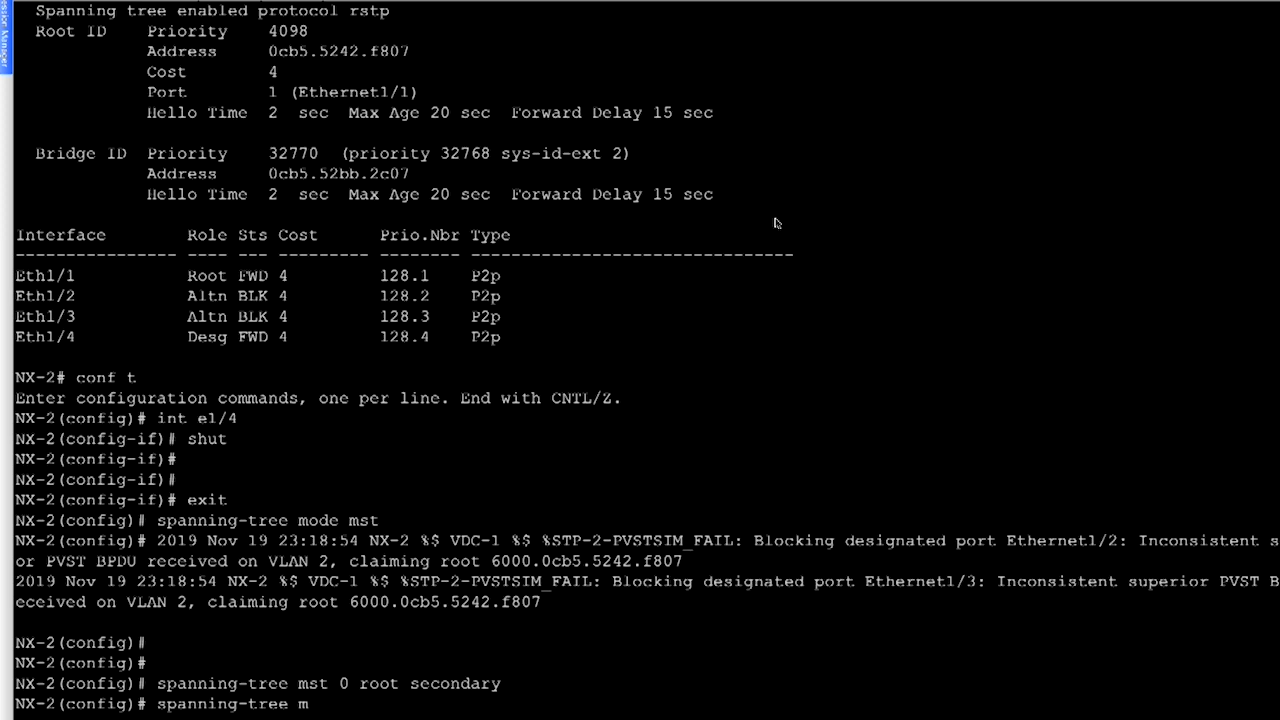 ession Manager
Spanning tree enabled protocol rstp
Root ID Priority 4098
Address 0cb5.5242.f807
Cost 4
Port 1 (Ethernet1/1)
Hello Time 2 sec Max Age 20 sec Forward Delay 15 sec
Bridge ID Priority 32770 (priority 32768 sys-id-ext 2)
Address 0cb5.52bb.2c07
Hello Time 2 sec Max Age 20 sec Forward Delay 15 sec
Interface Role Sts Cost Prio.Nbr Type
---------------- ---- --- --------- -------- --------------------------------
Eth1/1 Root FWD 4 128.1 P2p
Eth1/2 Altn BLK 4 128.2 P2p
Eth1/3 Altn BLK 4 128.3 P2p
Eth1/4 Desg FWD 4 128.4 P2p
NX-2# conf t
Enter configuration commands, one per line. End with CNTL/Z.
NX-2(config)# int e1/4
NX-2(config-if)# shut
NX-2(config-if)#
NX-2(config-if)#
NX-2(config-if)# exit
NX-2(config)# spanning-tree mode mst
NX-2(config)# 2019 Nov 19 23:18:54 NX-2 %$ VDC-1 %$ %STP-2-PVSTSIM_FAIL: Blocking designated port Ethernet1/2: Inconsistent s
or PVST BPDU received on VLAN 2, claiming root 6000.0cb5.5242.f807
2019 Nov 19 23:18:54 NX-2 %$ VDC-1 %$ %STP-2-PVSTSIM_FAIL: Blocking designated port Ethernet1/3: Inconsistent superior PVST B
eceived on VLAN 2, claiming root 6000.0cb5.5242.f807
NX-2(config)#
NX-2(config)#
NX-2(config)# spanning-tree mst 0 root secondary
NX-2(config)# spanning-tree m